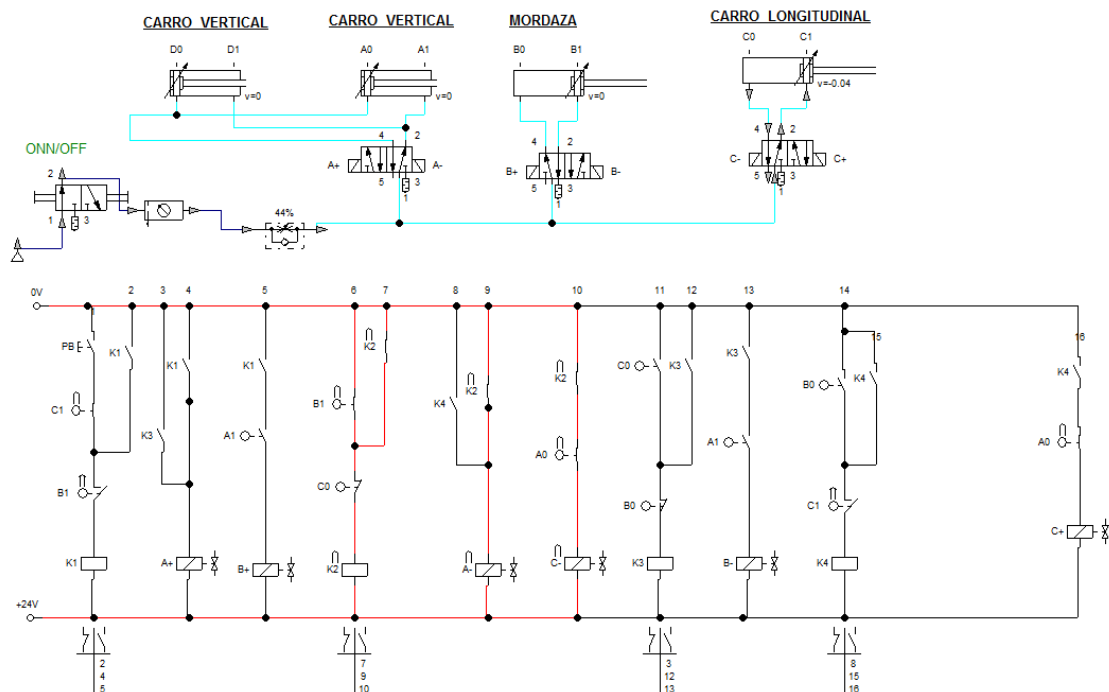 CARRO VERTICAL CARRO VERTICAL MORDAZA CARRO LONGITUDINAL
D0 D1 A0 A1 B0 B1 C0 C1
v=0 v=0 v=0 v=-0.04
4 2 4 2 4 2
ONN/OFF
A+ A- B+ B- C- C+
5 3 5 3 5 3
1 1 1
2
1 3
44%
0V 1 2 3 4 5 6 7 8 9 10 11 12 13 14 15 16
PB K1 K1 K1 K2 K2 K2 C0 K3 K3 K4 K4
C1 K3 A1 B1 K4 A0 A1 B0 A0
B1 C0 B0 C1
K1 A+ B+ K2 A- C- K3 B- K4 C+
+24V
2 7 3 8
4 9 12 15
5 10 13 16